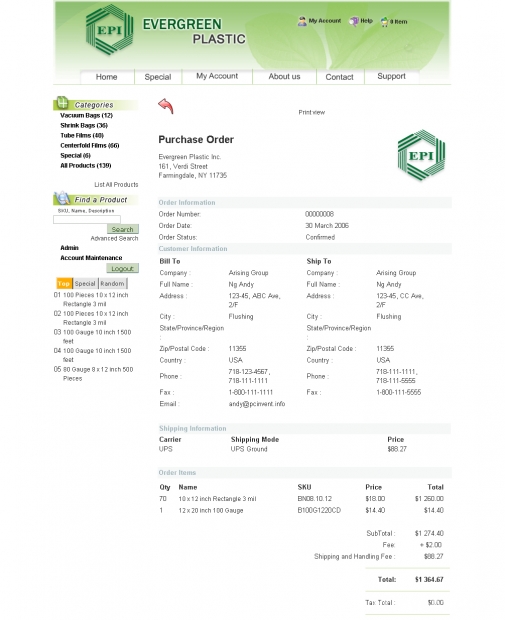 EPI
EVERGREEN
PLASTIC
My Account Help 0 Item
Home Special My Account About us Contact Support
Categories
Vacuum Bags (12)
Shrink Bags (36)
Tube Films (40)
Centerfold Films (66)
Special (6)
All Products (139)
List All Products
Find a Product
SKU, Name, Description
Search
Advanced Search
Admin
Account Maintenance
Logout
Top Special Random
01 100 Pieces 10 x 12 Inch
Rectangle 3 mil
02 100 Pieces 10 x 12 Inch
Rectangle 3 mil
03 100 Gauge 10 inch 1500
feet
04 100 Gauge 10 inch 1500
feet
05 80 Gauge 8 x 12 inch 500
Pieces
Print view
Purchase Order
EPI
Evergreen Plastic Inc.
161, Verdi Street
Farmingdale, NY 11735
Order Information
Order Number: 00000008
Order Date: 30 March 2006
Order Status: Confirmed
Customer Information
Bill To Ship To
Company : Arising Group Company : Arising Group
Full Name : Ng Andy Full Name : Ng Andy
Address : 123-45, ABC Ave, Address : 123-45, CC Ave,
2/F 2/F
City : Flushing City : Flushing
State/Province/Region State/Province/Region
: :
Zip/Postal Code : 11355 Zip/Postal Code : 11355
Country : USA Country : USA
Phone : 718-123-4567, Phone : 718-111-1111,
718-111-1111 718-111-5555
Fax : 1-800-111-1111 Fax : 1-800-111-5555
Email : andy@pcinvent.info
Shipping Information
Carrier Shipping Mode Price
UPS UPS Ground $88.27
Order Items
Qty Name SKU Price Total
70 10 x 12 inch Rectangle 3 mil BN08.10.12 $18.00 $1 260.00
1 12 x 20 inch 100 Gauge B100G1220CD $14.40 $14.40
SubTotal : $1 274.40
Fee: + $2.00
Shipping and Handling Fee : $88.27
Total: $1 364.67
Tax Total : $0.00